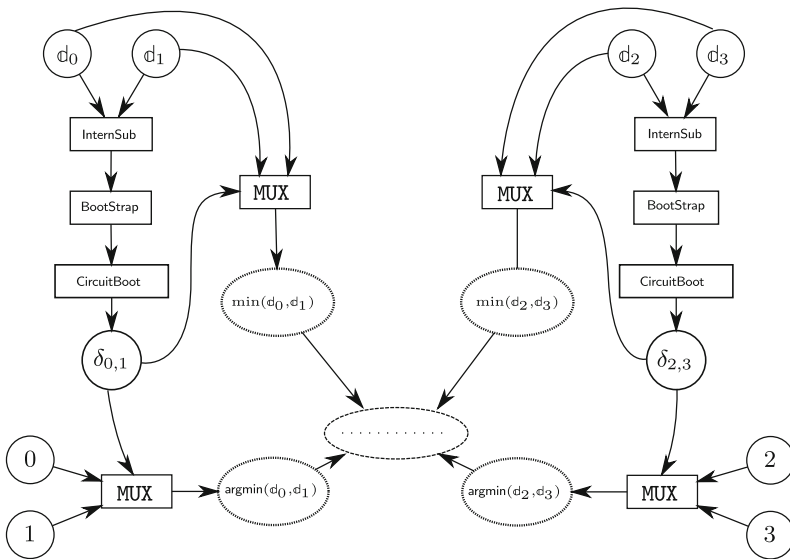 𝕕₀ 𝕕₁ 𝕕₂ 𝕕₃
InternSub InternSub
MUX MUX
BootStrap BootStrap
CircuitBoot CircuitBoot
min(𝕕₀,𝕕₁) min(𝕕₂,𝕕₃)
δ₀,₁ δ₂,₃
. . . . . . . . . . . .
0 2
MUX argmin(𝕕₀,𝕕₁) argmin(𝕕₂,𝕕₃) MUX
1 3